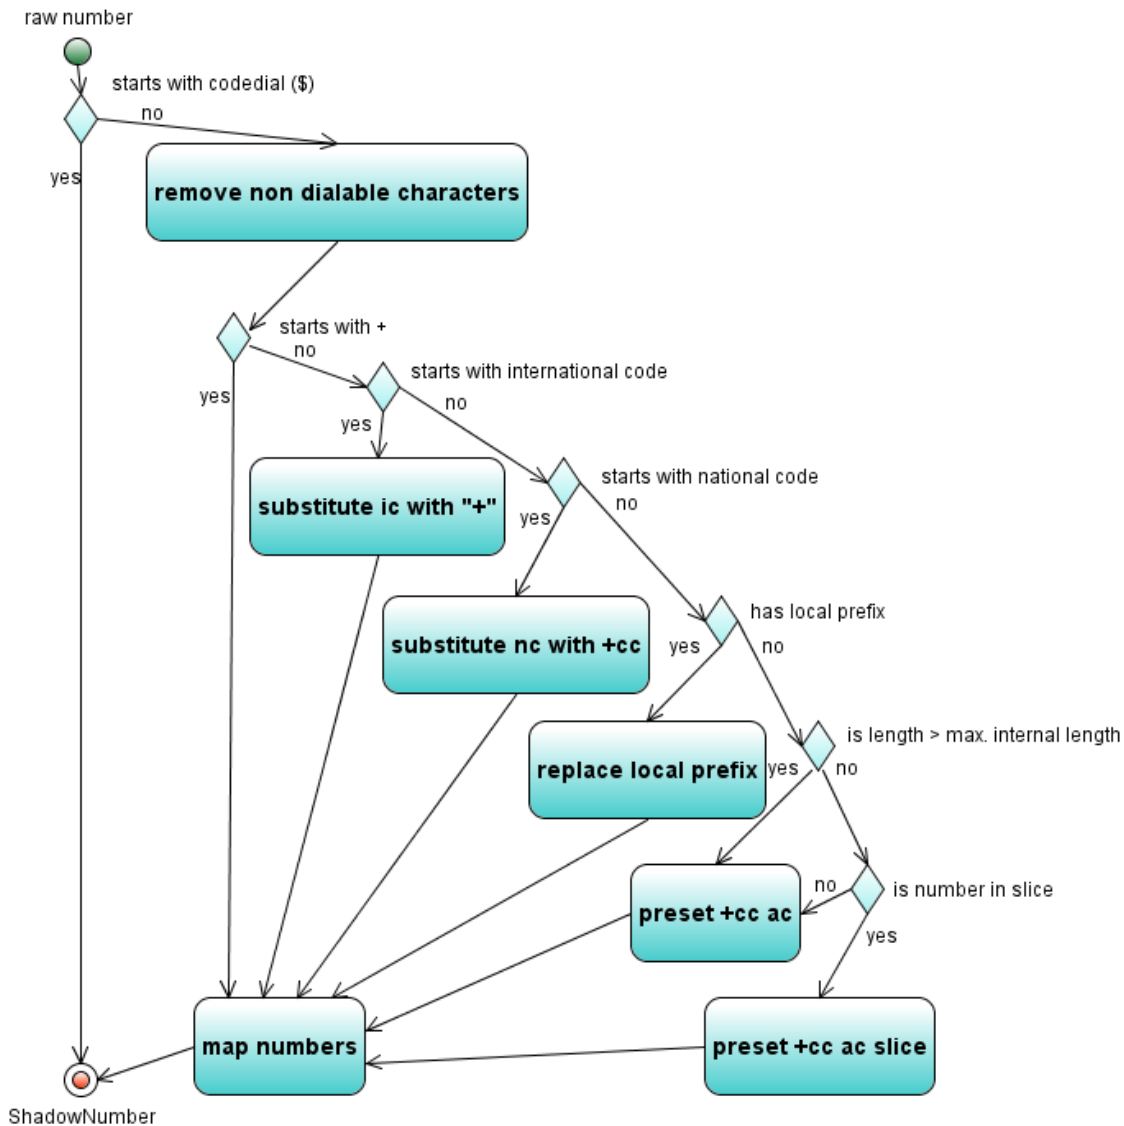 raw number
starts with codedial ($)
no
yes
remove non dialable characters
starts with +
no
yes
starts with international code
no
yes
substitute ic with "+"
starts with national code
no
yes
substitute nc with +cc
has local prefix
yes
no
is length > max. internal length
replace local prefix
yes
no
no
is number in slice
preset +cc ac
yes
map numbers
preset +cc ac slice
ShadowNumber